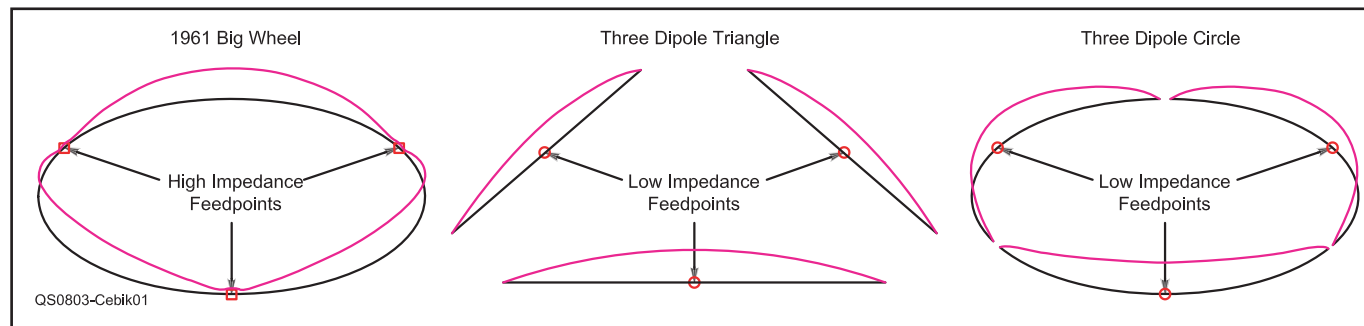 1961 Big Wheel
High Impedance
Feedpoints
QS0803-Cebik01
Three Dipole Triangle
Low Impedance
Feedpoints
Three Dipole Circle
Low Impedance
Feedpoints